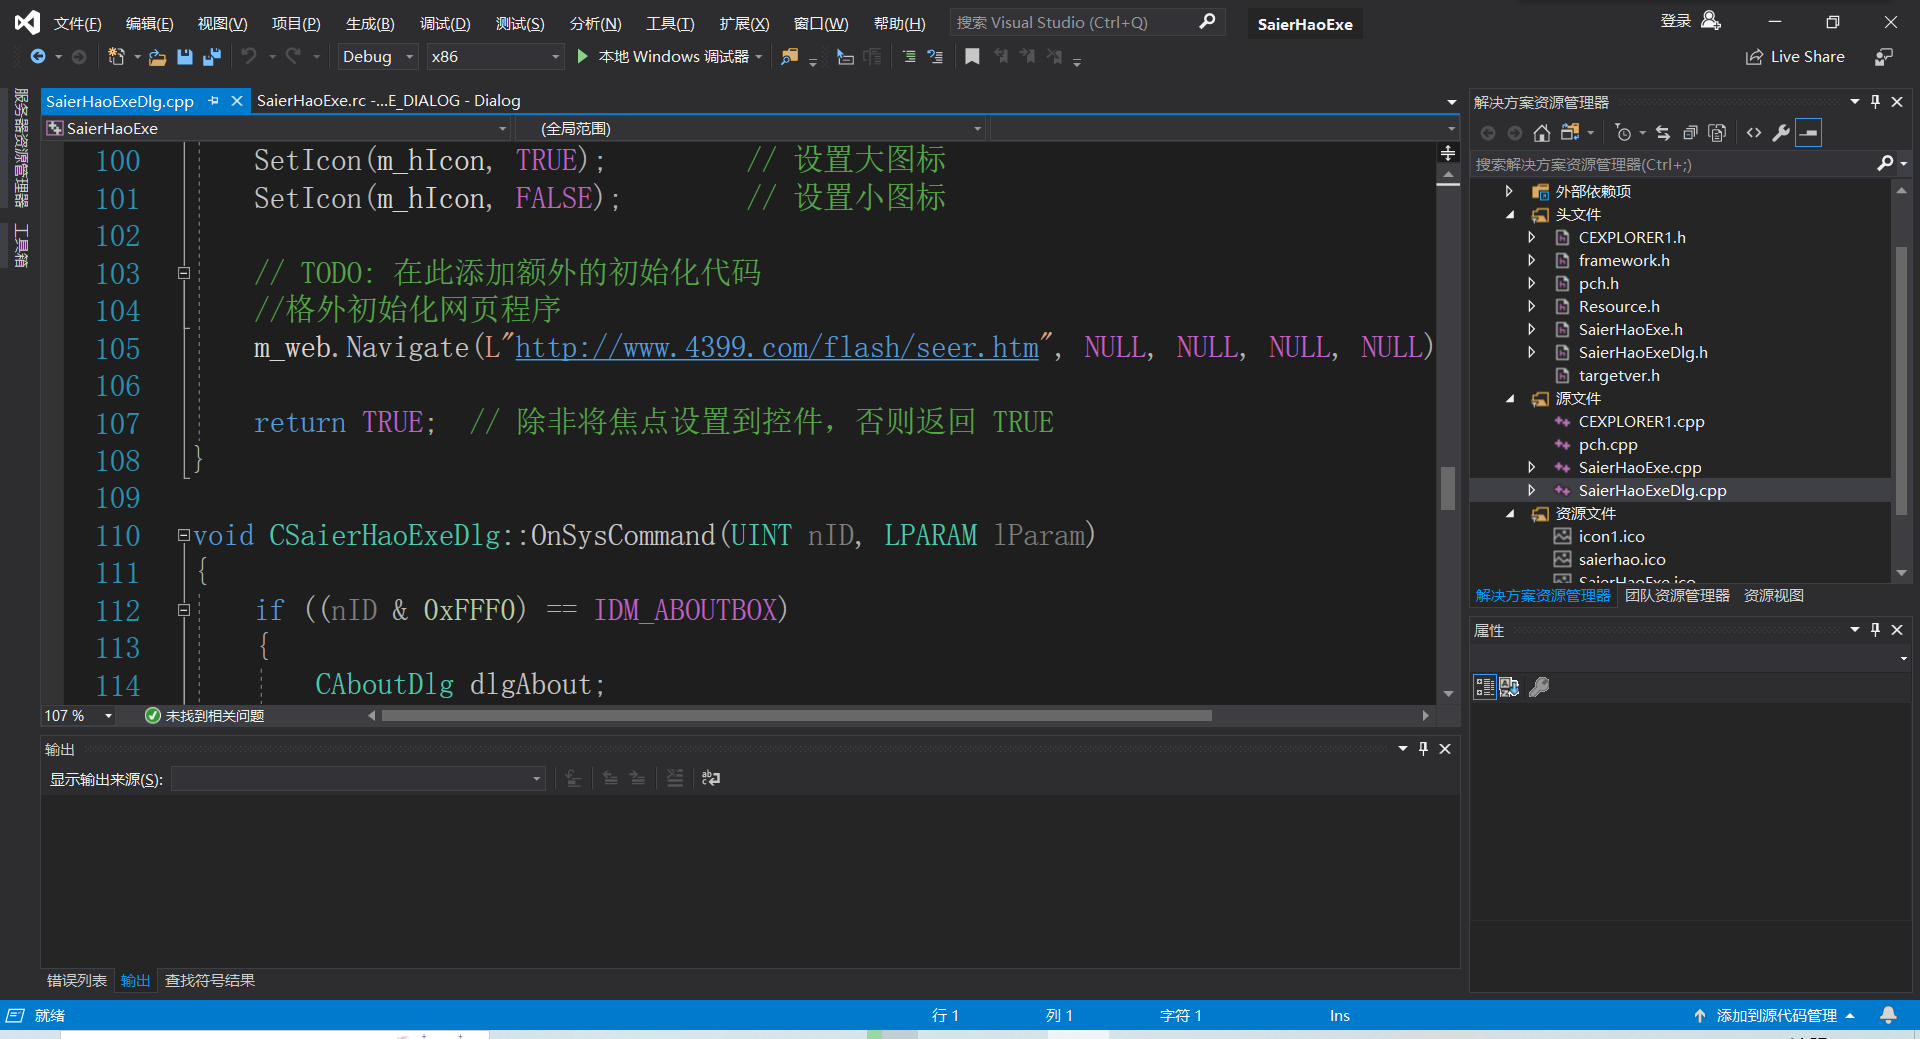 文件(F) 编辑(E) 视图(V) 项目(P) 生成(B) 调试(D) 测试(S) 分析(N) 工具(T) 扩展(X) 窗口(W) 帮助(H) 搜索 Visual Studio (Ctrl+Q) SaierHaoExe 登录
Debug x86 本地 Windows 调试器 Live Share
服务器资源管理器
工具箱
SaierHaoExeDlg.cpp SaierHaoExe.rc -...E_DIALOG - Dialog
SaierHaoExe (全局范围)
100 SetIcon(m_hIcon, TRUE); // 设置大图标
101 SetIcon(m_hIcon, FALSE); // 设置小图标
102
103 // TODO: 在此添加额外的初始化代码
104 //格外初始化网页程序
105 m_web.Navigate(L"http://www.4399.com/flash/seer.htm", NULL, NULL, NULL, NULL)
106
107 return TRUE; // 除非将焦点设置到控件，否则返回 TRUE
108 }
109
110 void CSaierHaoExeDlg::OnSysCommand(UINT nID, LPARAM lParam)
111 {
112 if ((nID & 0xFFF0) == IDM_ABOUTBOX)
113 {
114 CAboutDlg dlgAbout;
107 % 未找到相关问题
输出
显示输出来源(S):
错误列表 输出 查找符号结果
解决方案资源管理器
搜索解决方案资源管理器(Ctrl+;)
外部依赖项
头文件
CEXPLORER1.h
framework.h
pch.h
Resource.h
SaierHaoExe.h
SaierHaoExeDlg.h
targetver.h
源文件
CEXPLORER1.cpp
pch.cpp
SaierHaoExe.cpp
SaierHaoExeDlg.cpp
资源文件
icon1.ico
saierhao.ico
SaierHaoExe.ico
解决方案资源管理器 团队资源管理器 资源视图
属性
就绪 行 1 列 1 字符 1 Ins 添加到源代码管理